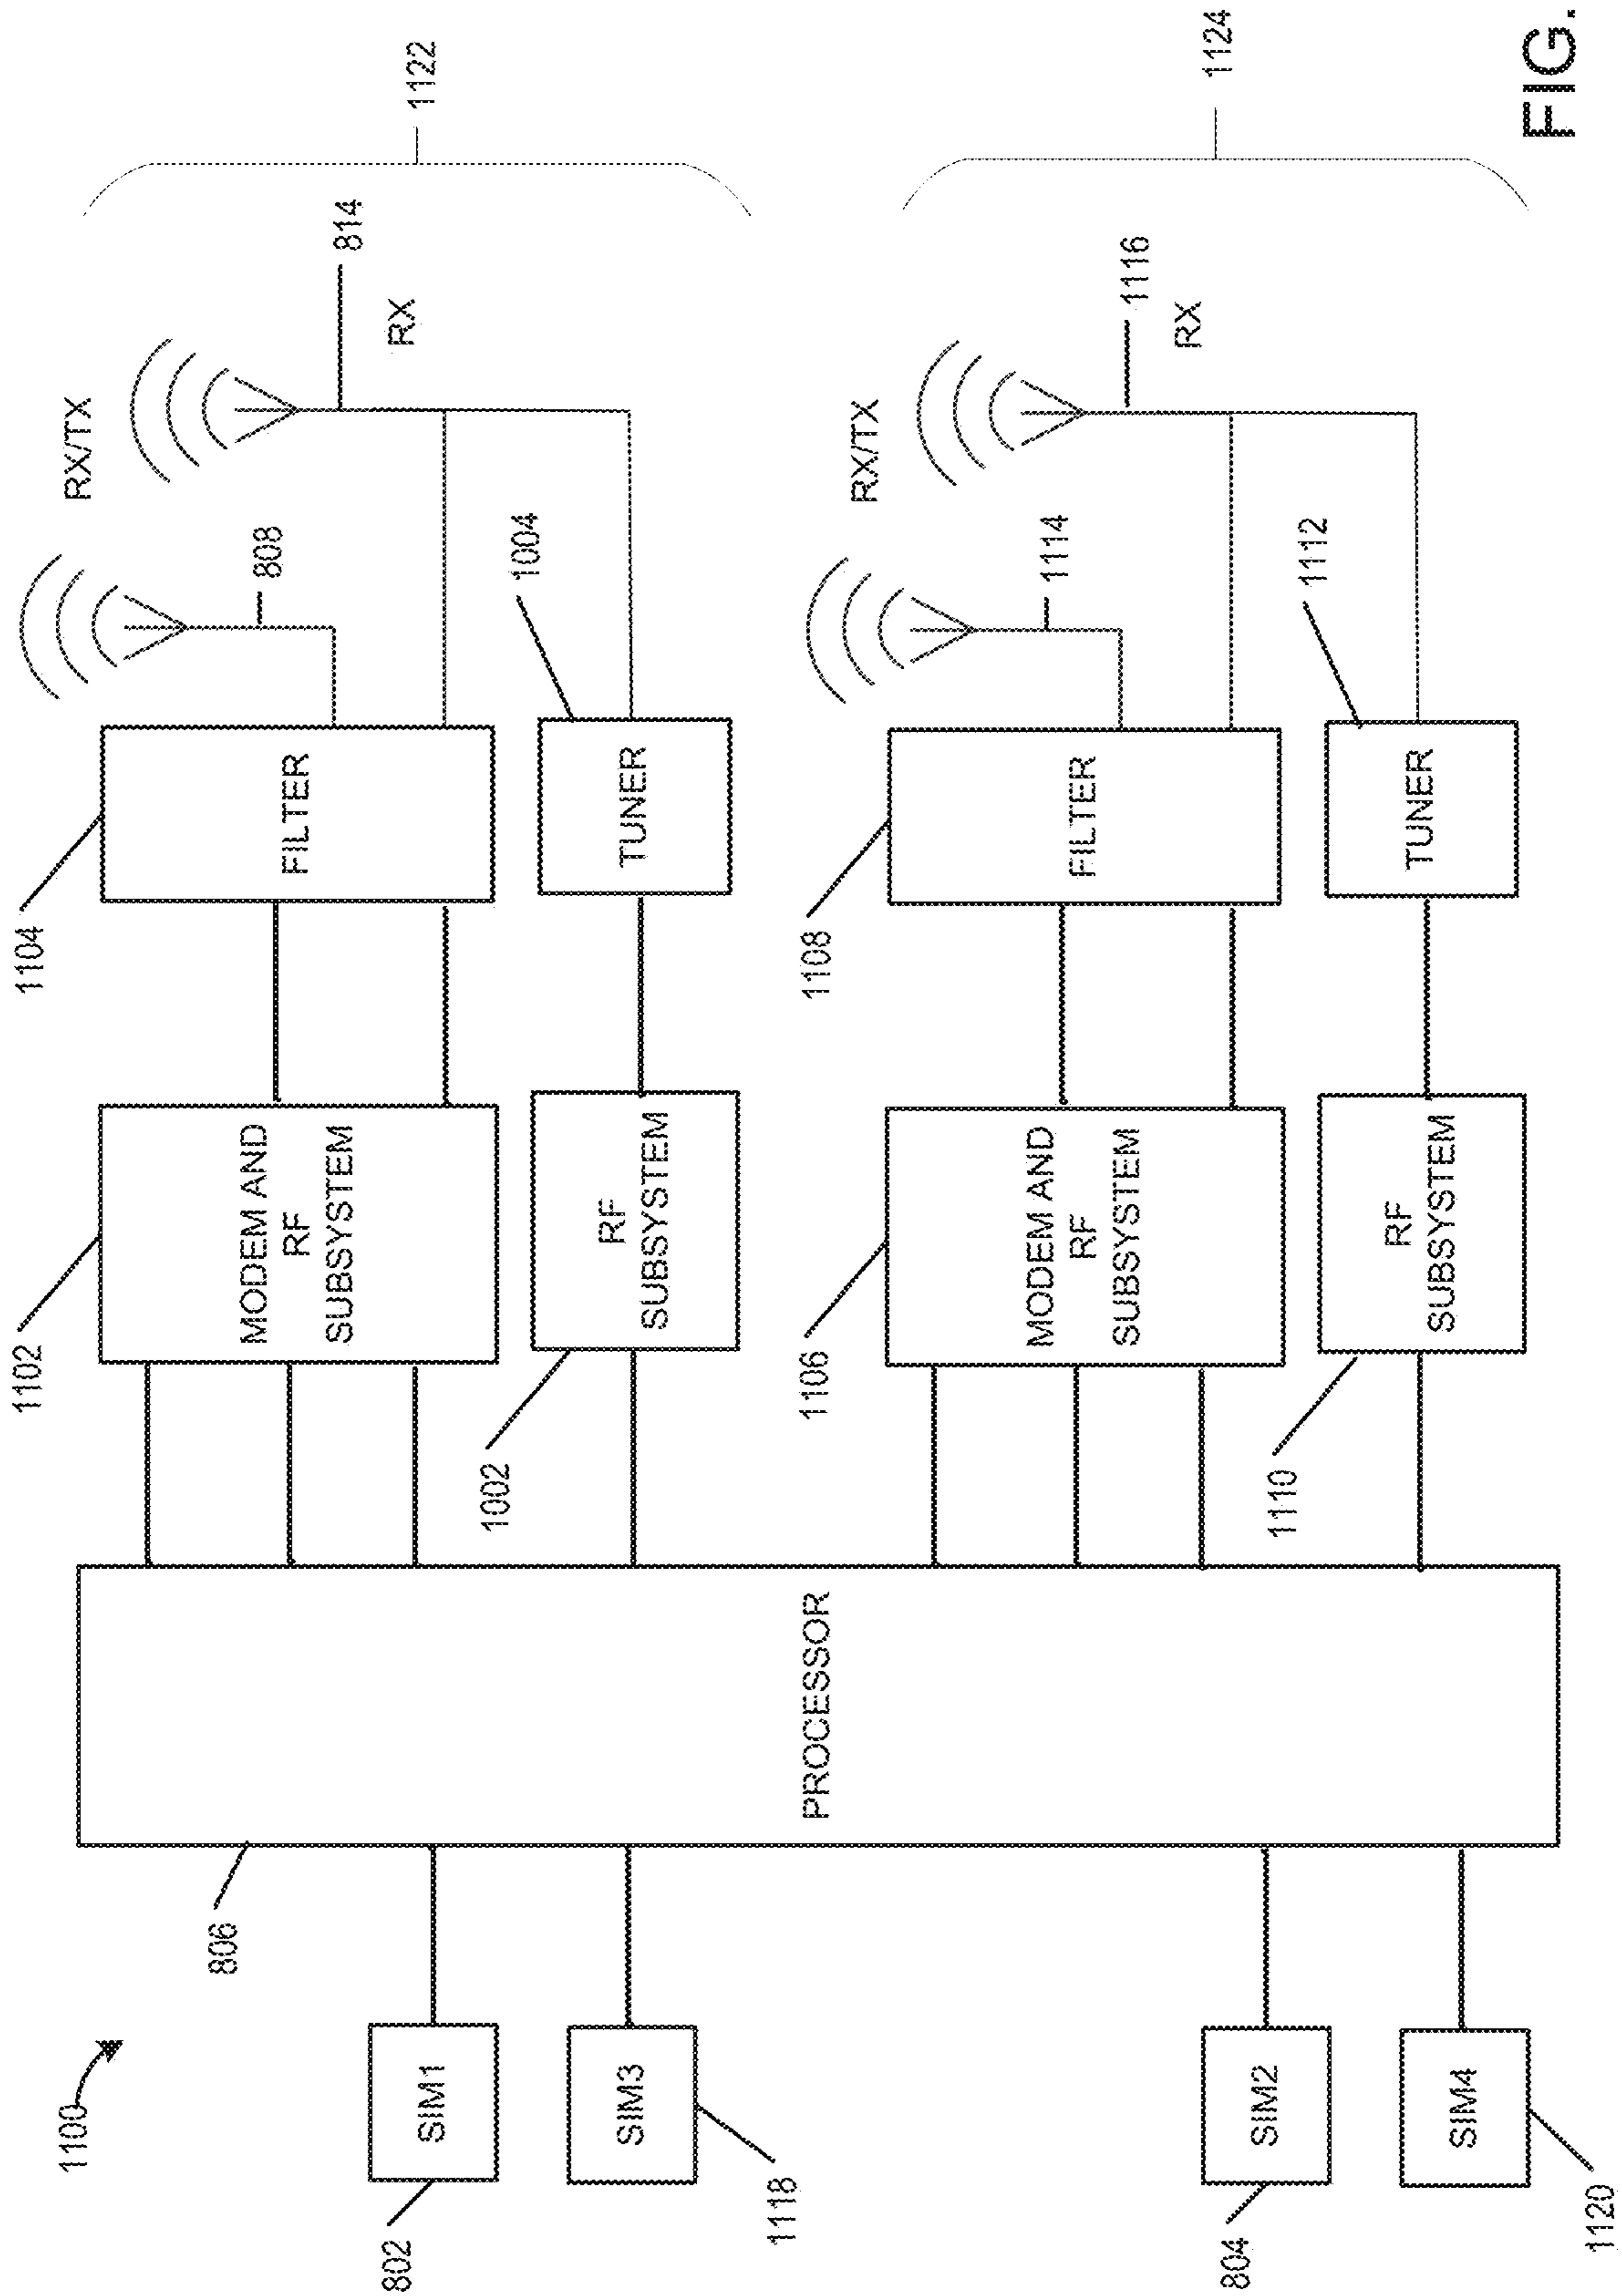 1100
802
SIM1
SIM3
1118
804
SIM2
SIM4
1120
806
PROCESSOR
1102
MODEM AND
RF
SUBSYSTEM
1002
RF
SUBSYSTEM
1104
FILTER
1004
TUNER
808
RX/TX
814
RX
1122
1106
MODEM AND
RF
SUBSYSTEM
1110
RF
SUBSYSTEM
1108
FILTER
1112
TUNER
1114
RX/TX
1116
RX
1124
FIG.